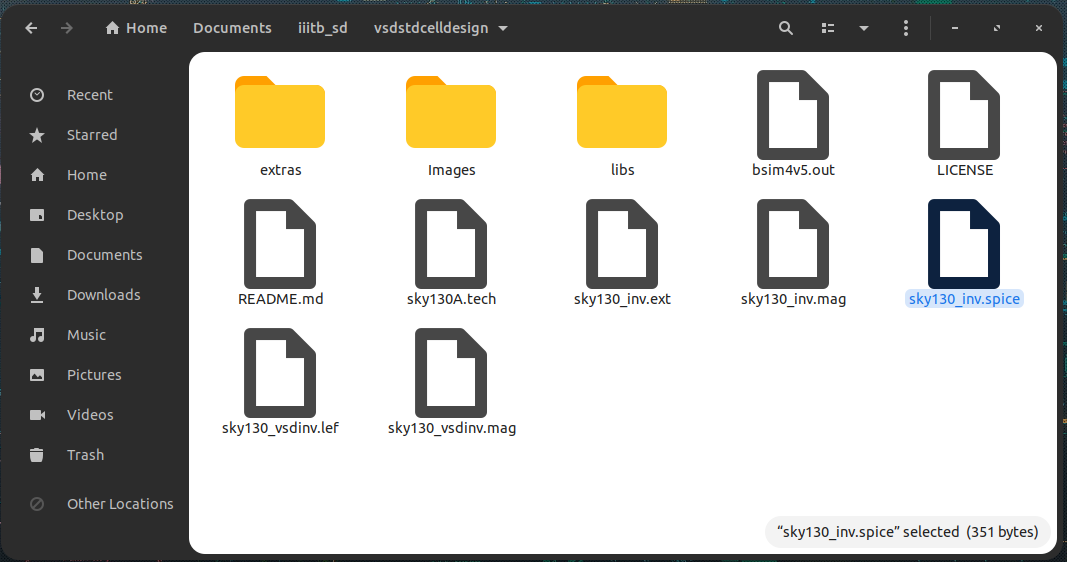 Home Documents iiitb_sd vsdstdcelldesign
Recent
Starred
Home
Desktop
Documents
Downloads
Music
Pictures
Videos
Trash
Other Locations
extras Images libs bsim4v5.out LICENSE
README.md sky130A.tech sky130_inv.ext sky130_inv.mag sky130_inv.spice
sky130_vsdinv.lef sky130_vsdinv.mag
“sky130_inv.spice” selected (351 bytes)